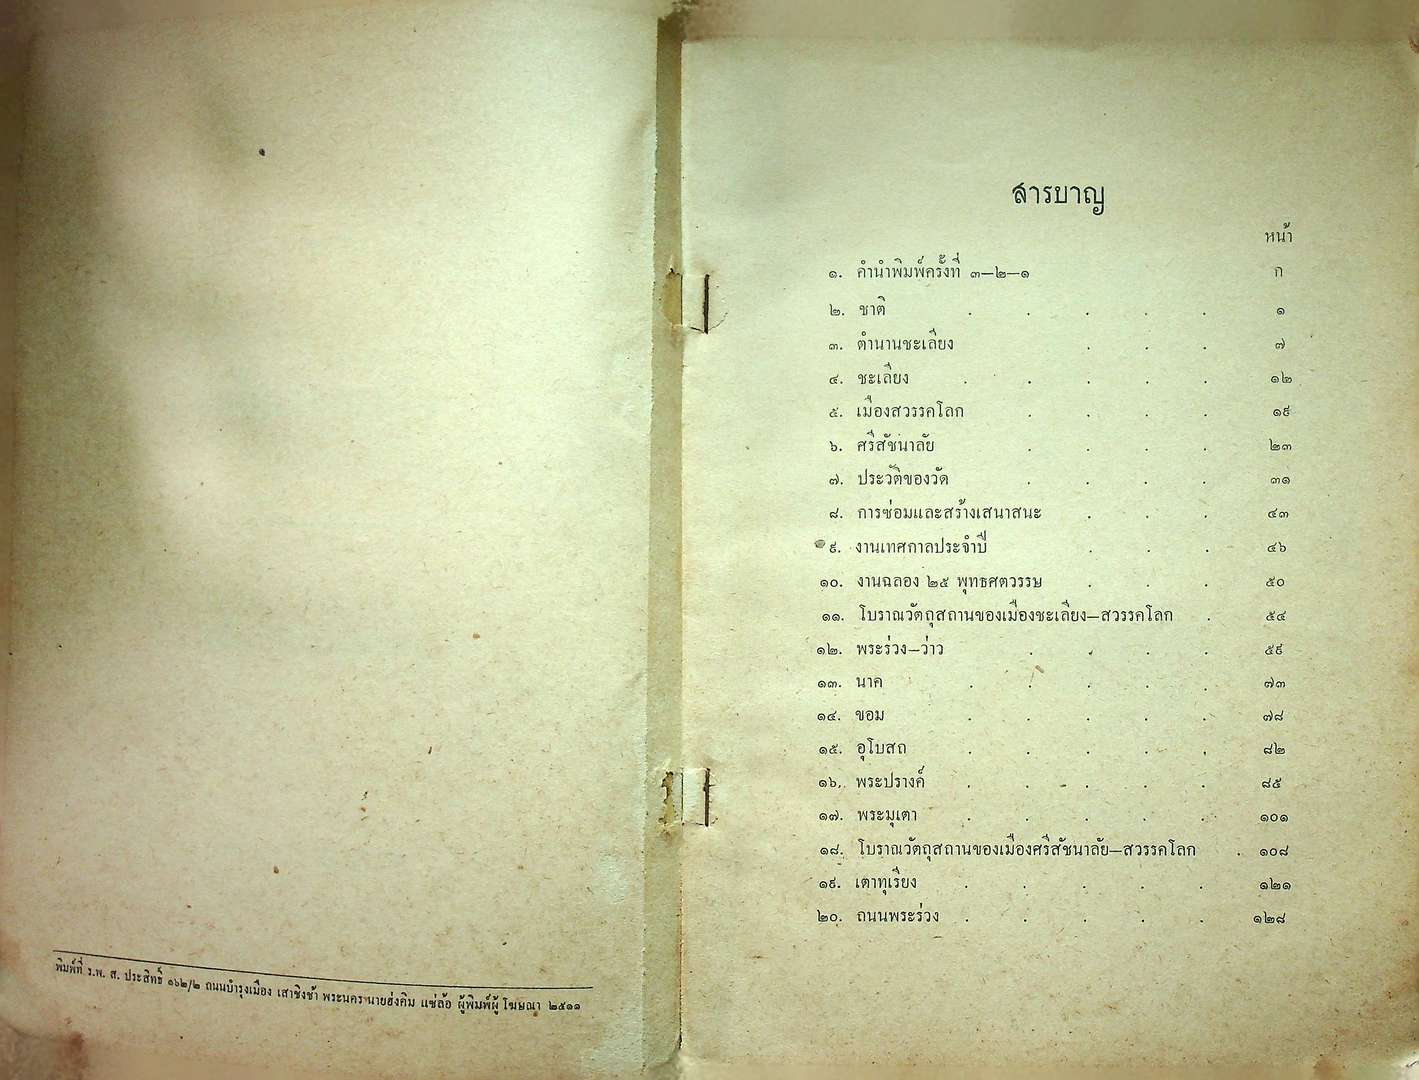 พิมพ์ที่ ร.พ. ส. ประสิทธิ์ ๑๖๒/๒ ถนนบำรุงเมือง เสาชิงช้า พระนคร นายฮ่งคิม แซ่ล้อ ผู้พิมพ์ผู้โฆษณา ๒๕๑๑
สารบาญ
หน้า
๑. คำนำพิมพ์ครั้งที่ ๓—๒—๑ ก
๒. ชาติ . . . . . ๑
๓. ตำนานชะเลียง . . . ๗
๔. ชะเลียง . . . . . ๑๒
๕. เมืองสวรรคโลก . . . . ๑๙
๖. ศรีสัชนาลัย . . . . ๒๓
๗. ประวัติของวัด . . . . ๓๑
๘. การซ่อมและสร้างเสนาสนะ . . . ๔๓
๙. งานเทศกาลประจำปี . . . ๔๖
๑๐. งานฉลอง ๒๕ พุทธศตวรรษ . . . ๕๐
๑๑. โบราณวัตถุสถานของเมืองชะเลียง—สวรรคโลก . ๕๔
๑๒. พระร่วง—ว่าว . . . . ๕๙
๑๓. นาค . . . . . ๗๓
๑๔. ขอม . . . . . ๗๘
๑๕. อุโบสถ . . . . . ๘๒
๑๖. พระปรางค์ . . . . . ๘๕
๑๗. พระมุเตา . . . . . ๑๐๑
๑๘. โบราณวัตถุสถานของเมืองศรีสัชนาลัย—สวรรคโลก . ๑๐๘
๑๙. เตาทุเรียง . . . . . ๑๒๑
๒๐. ถนนพระร่วง . . . . . ๑๒๘